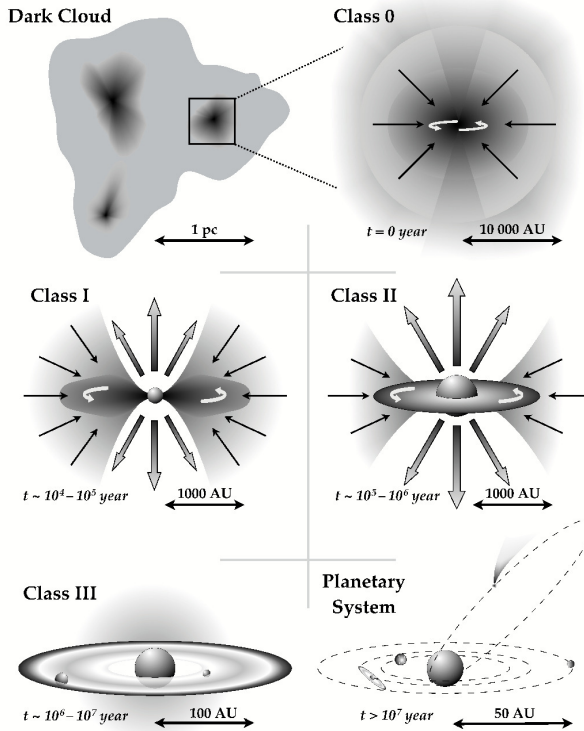 Dark Cloud
Class 0
1 pc
t = 0 year
10 000 AU
Class I
Class II
t ~ 10⁴ – 10⁵ year
1000 AU
t ~ 10⁵ – 10⁶ year
1000 AU
Class III
Planetary
System
t ~ 10⁶ – 10⁷ year
100 AU
t > 10⁷ year
50 AU